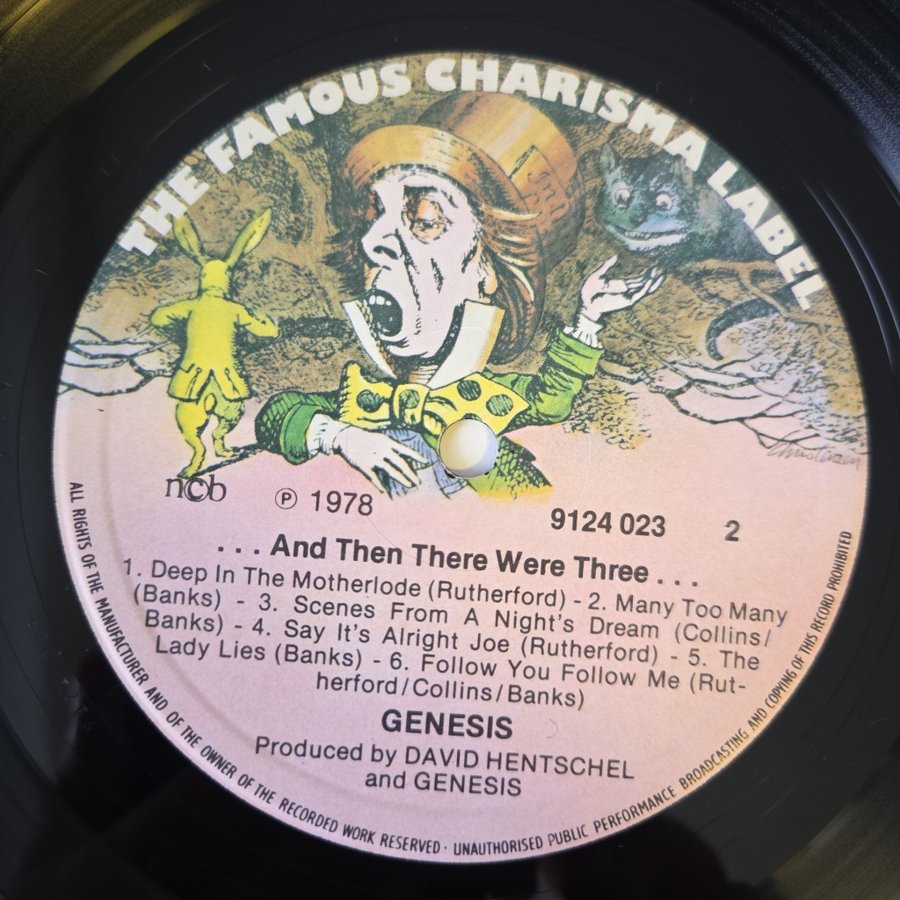 THE FAMOUS CHARISMA LABEL
ncb
Ⓟ 1978
9124 023
2
...And Then There Were Three...
1. Deep In The Motherlode (Rutherford) - 2. Many Too Many
(Banks) - 3. Scenes From A Night's Dream (Collins/
Banks) - 4. Say It's Alright Joe (Rutherford) - 5. The
Lady Lies (Banks) - 6. Follow You Follow Me (Rut-
herford/Collins/Banks)
GENESIS
Produced by DAVID HENTSCHEL
and GENESIS
ALL RIGHTS OF THE MANUFACTURER AND OF THE OWNER OF THE RECORDED WORK RESERVED · UNAUTHORISED PUBLIC PERFORMANCE BROADCASTING AND COPYING OF THIS RECORD PROHIBITED